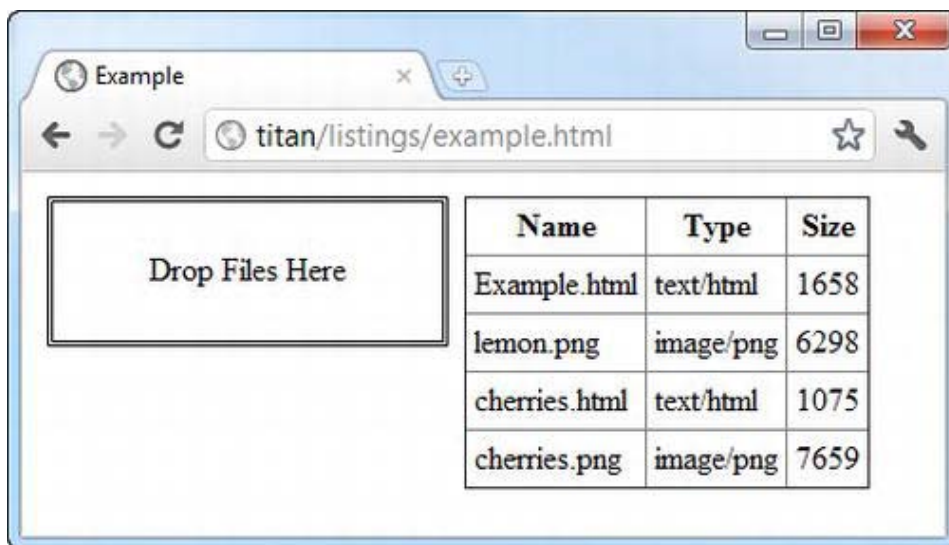 Example
titan/listings/example.html
Drop Files Here
Name Type Size
Example.html text/html 1658
lemon.png image/png 6298
cherries.html text/html 1075
cherries.png image/png 7659